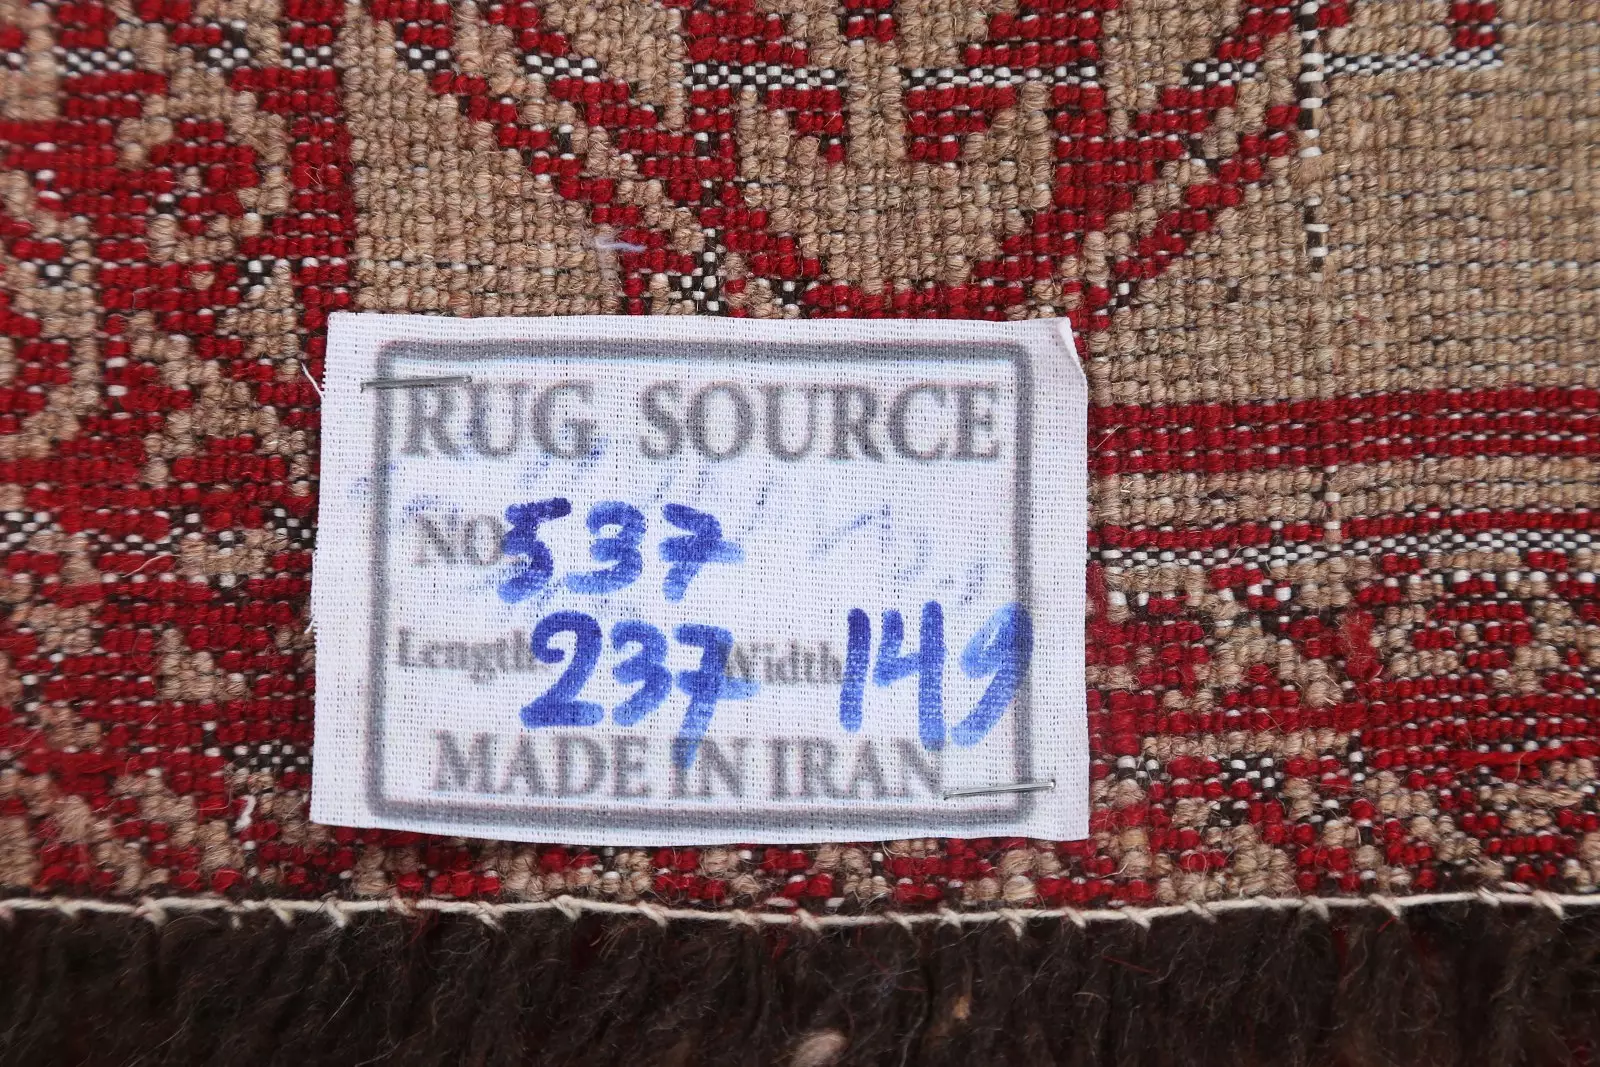 RUG SOURCE
NO 537
Length 237 Width 149
MADE IN IRAN